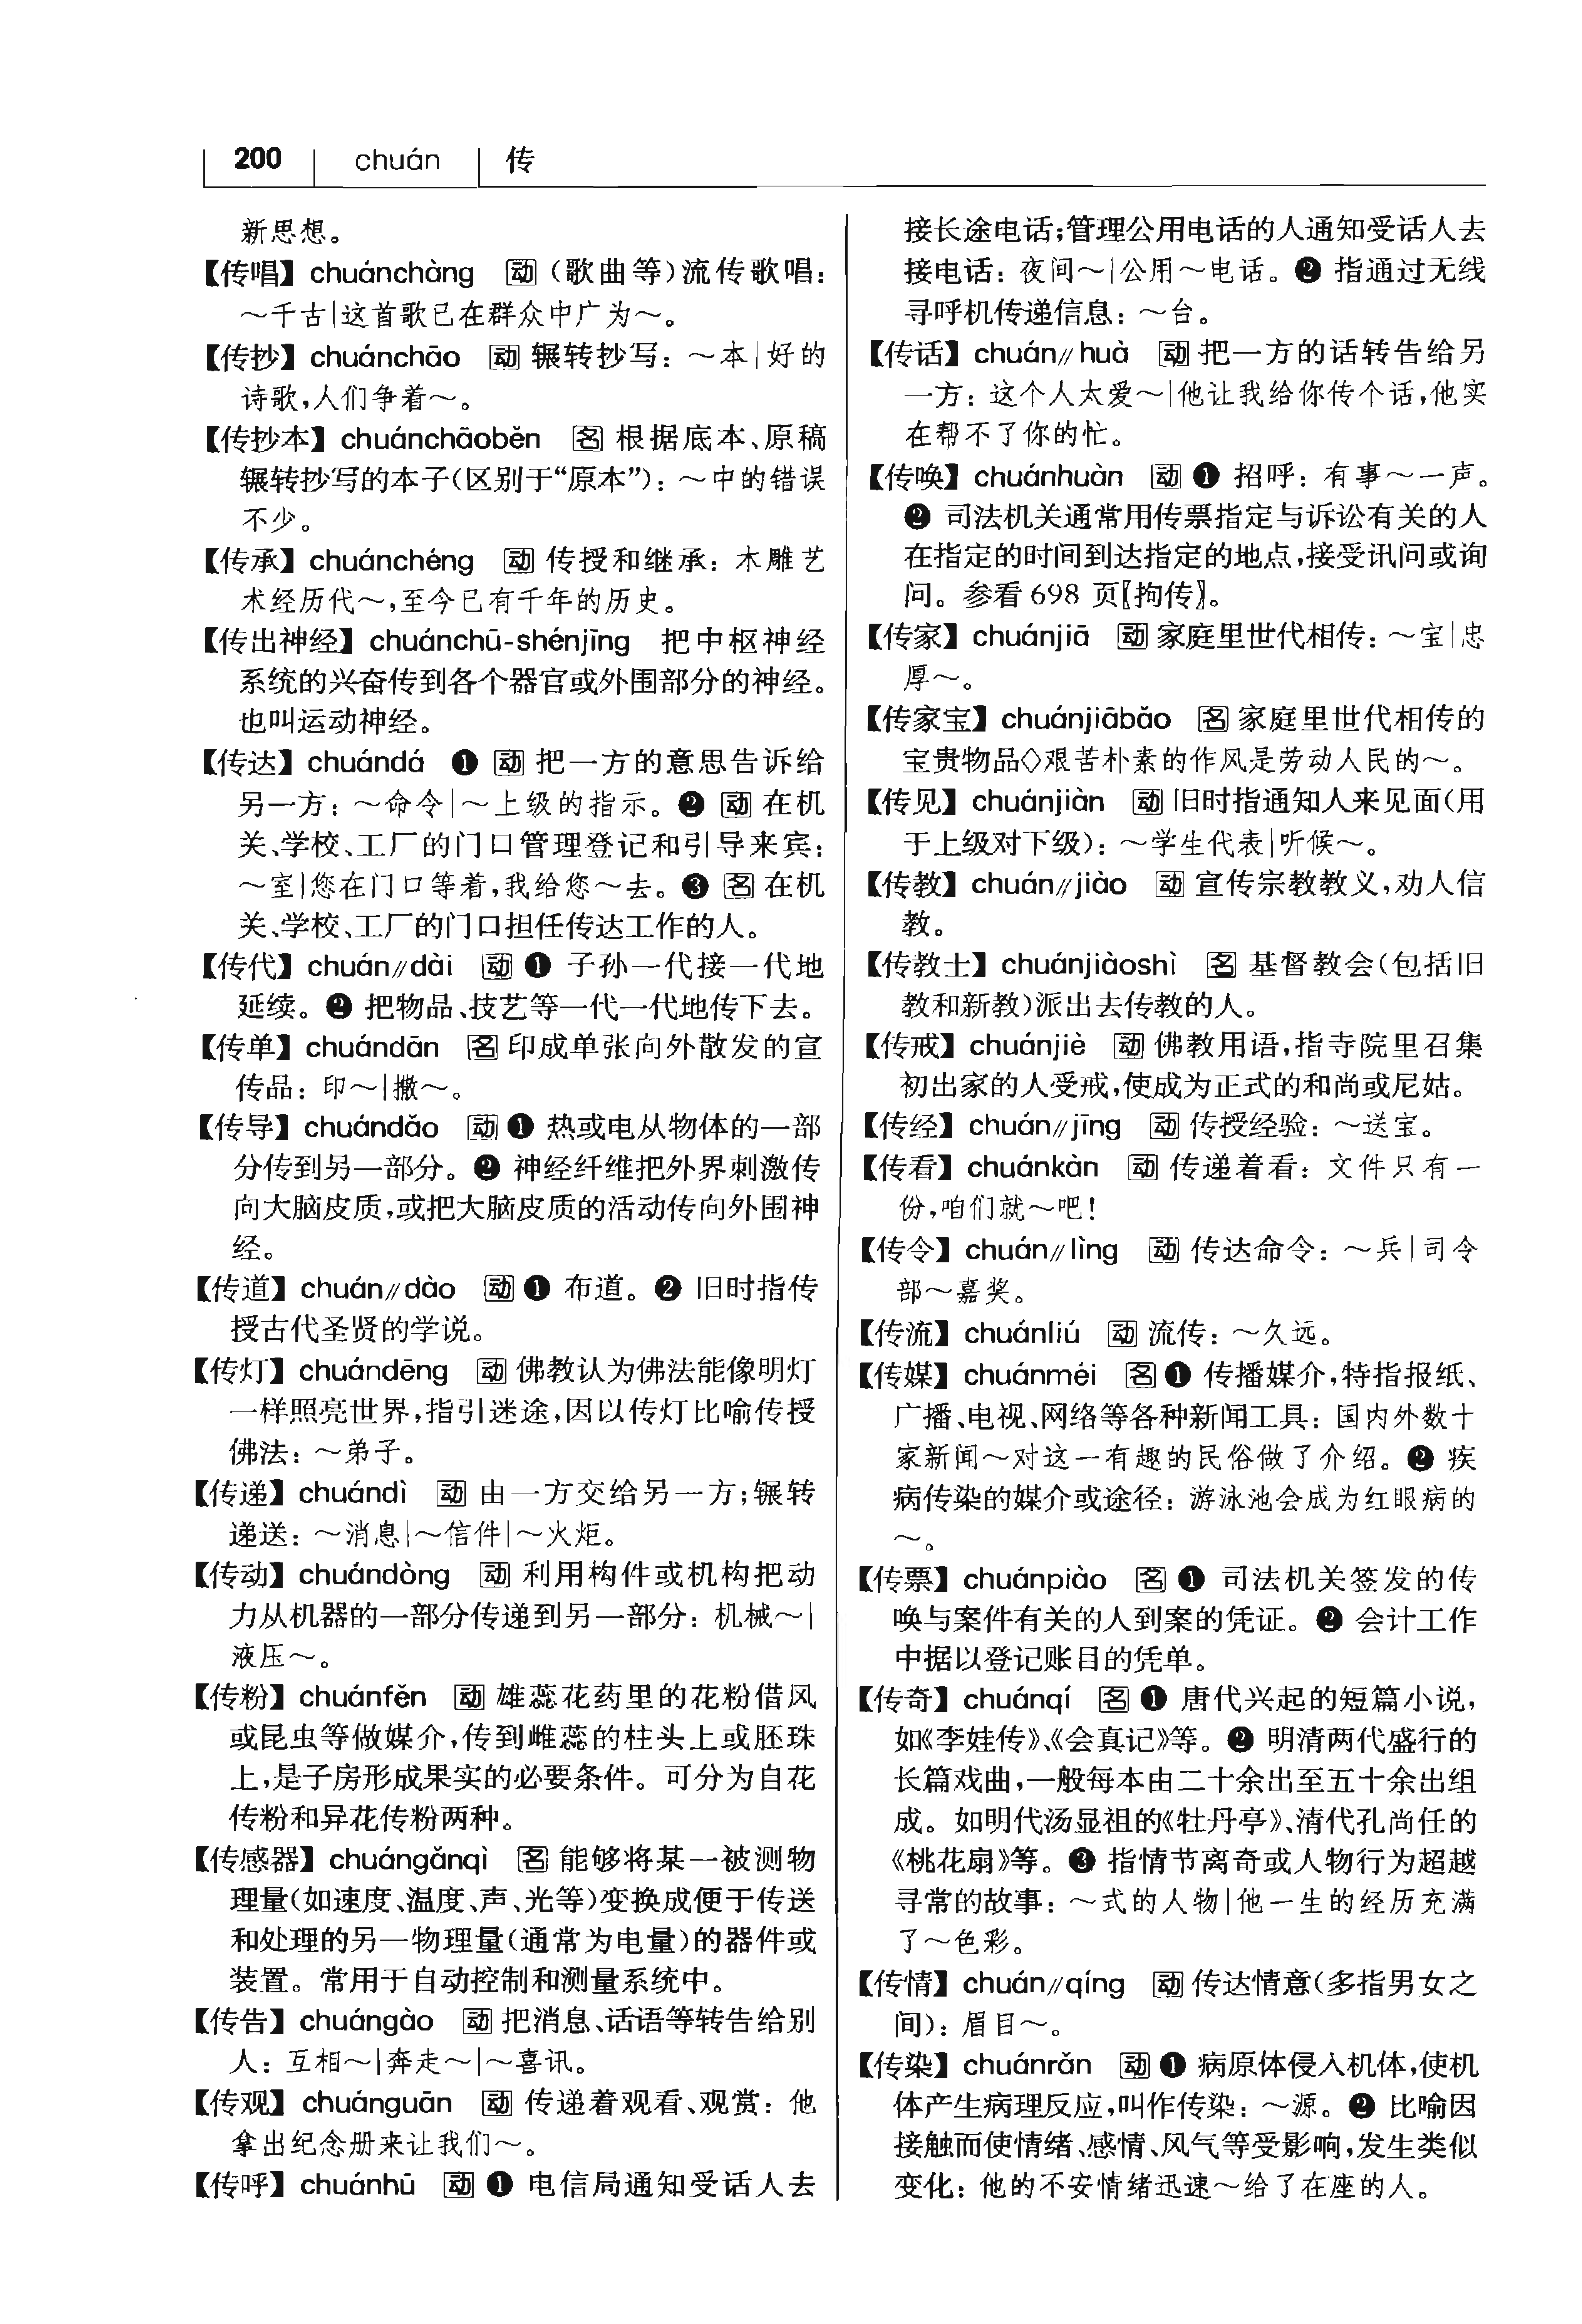 200 chuán 传
新思想。
【传唱】 chuánchàng 动（歌曲等）流传歌唱：
～千古|这首歌已在群众中广为～。
【传抄】 chuánchāo 动 辗转抄写：～本|好的
诗歌，人们争着～。
【传抄本】 chuánchāoběn 名 根据底本、原稿
辗转抄写的本子（区别于“原本”）：～中的错误
不少。
【传承】 chuánchéng 动 传授和继承：木雕艺
术经历代～，至今已有千年的历史。
【传出神经】 chuánchū-shénjīng 把中枢神经
系统的兴奋传到各个器官或外围部分的神经。
也叫运动神经。
【传达】 chuándá ❶ 动 把一方的意思告诉给
另一方：～命令|～上级的指示。❷ 动 在机
关、学校、工厂的门口管理登记和引导来宾：
～室|您在门口等着，我给您～去。❸ 名 在机
关、学校、工厂的门口担任传达工作的人。
【传代】 chuán//dài 动 ❶ 子孙一代接一代地
延续。❷ 把物品、技艺等一代一代地传下去。
【传单】 chuándān 名 印成单张向外散发的宣
传品：印～|撒～。
【传导】 chuándǎo 动 ❶ 热或电从物体的一部
分传到另一部分。❷ 神经纤维把外界刺激传
向大脑皮质，或把大脑皮质的活动传向外围神
经。
【传道】 chuán//dào 动 ❶ 布道。❷ 旧时指传
授古代圣贤的学说。
【传灯】 chuándēng 动 佛教认为佛法能像明灯
一样照亮世界，指引迷途，因以传灯比喻传授
佛法：～弟子。
【传递】 chuándì 动 由一方交给另一方；辗转
递送：～消息|～信件|～火炬。
【传动】 chuándòng 动 利用构件或机构把动
力从机器的一部分传递到另一部分：机械～|
液压～。
【传粉】 chuánfěn 动 雄蕊花药里的花粉借风
或昆虫等做媒介，传到雌蕊的柱头上或胚珠
上，是子房形成果实的必要条件。可分为自花
传粉和异花传粉两种。
【传感器】 chuángǎnqì 名 能够将某一被测物
理量（如速度、温度、声、光等）变换成便于传送
和处理的另一物理量（通常为电量）的器件或
装置。常用于自动控制和测量系统中。
【传告】 chuángào 动 把消息、话语等转告给别
人：互相～|奔走～|～喜讯。
【传观】 chuánguān 动 传递着观看、观赏：他
拿出纪念册来让我们～。
【传呼】 chuánhū 动 ❶ 电信局通知受话人去
接长途电话；管理公用电话的人通知受话人去
接电话：夜间～|公用～电话。❷ 指通过无线
寻呼机传递信息：～台。
【传话】 chuán//huà 动 把一方的话转告给另
一方：这个人太爱～|他让我给你传个话，他实
在帮不了你的忙。
【传唤】 chuánhuàn 动 ❶ 招呼：有事～一声。
❷ 司法机关通常用传票指定与诉讼有关的人
在指定的时间到达指定的地点，接受讯问或询
问。参看 698 页〖拘传〗。
【传家】 chuánjiā 动 家庭里世代相传：～宝|忠
厚～。
【传家宝】 chuánjiābǎo 名 家庭里世代相传的
宝贵物品◇艰苦朴素的作风是劳动人民的～。
【传见】 chuánjiàn 动 旧时指通知人来见面（用
于上级对下级）：～学生代表|听候～。
【传教】 chuán//jiào 动 宣传宗教教义，劝人信
教。
【传教士】 chuánjiàoshì 名 基督教会（包括旧
教和新教）派出去传教的人。
【传戒】 chuánjiè 动 佛教用语，指寺院里召集
初出家的人受戒，使成为正式的和尚或尼姑。
【传经】 chuán//jīng 动 传授经验：～送宝。
【传看】 chuánkàn 动 传递着看：文件只有一
份，咱们就～吧！
【传令】 chuán//lìng 动 传达命令：～兵|司令
部～嘉奖。
【传流】 chuánliú 动 流传：～久远。
【传媒】 chuánméi 名 ❶ 传播媒介，特指报纸、
广播、电视、网络等各种新闻工具：国内外数十
家新闻～对这一有趣的民俗做了介绍。❷ 疾
病传染的媒介或途径：游泳池会成为红眼病的
～。
【传票】 chuánpiào 名 ❶ 司法机关签发的传
唤与案件有关的人到案的凭证。❷ 会计工作
中据以登记账目的凭单。
【传奇】 chuánqí 名 ❶ 唐代兴起的短篇小说，
如《李娃传》、《会真记》等。❷ 明清两代盛行的
长篇戏曲，一般每本由二十余出至五十余出组
成。如明代汤显祖的《牡丹亭》、清代孔尚任的
《桃花扇》等。❸ 指情节离奇或人物行为超越
寻常的故事：～式的人物|他一生的经历充满
了～色彩。
【传情】 chuán//qíng 动 传达情意（多指男女之
间）：眉目～。
【传染】 chuánrǎn 动 ❶ 病原体侵入机体，使机
体产生病理反应，叫作传染：～源。❷ 比喻因
接触而使情绪、感情、风气等受影响，发生类似
变化：他的不安情绪迅速～给了在座的人。